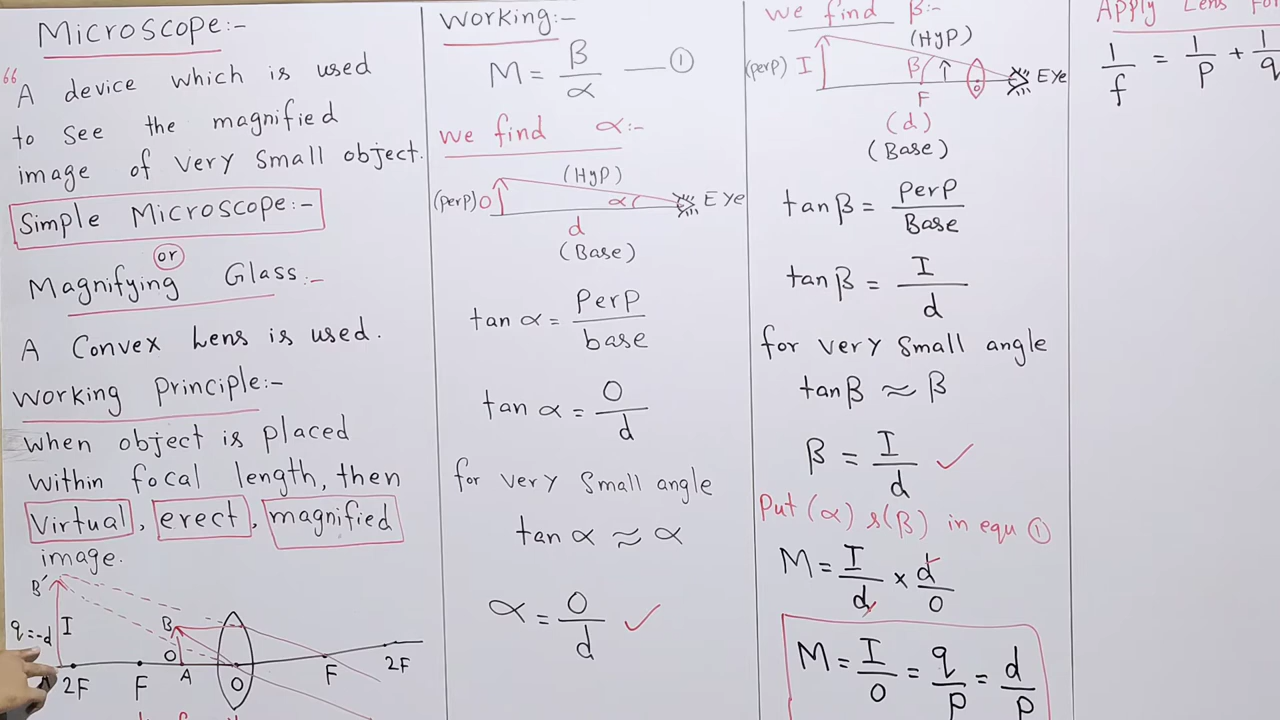 Microscope:-
“ A device which is used
to see the magnified
image of very small object.
Simple Microscope:-
or
Magnifying Glass:-
A Convex Lens is used.
Working Principle:-
When object is placed
within focal length, then
virtual, erect, magnified
image.
B'
q=-d
I
B
O
2F
F
A
O
F
2F
Working:-
M = β/α —— ①
we find α:-
(HYP)
(perp) O
α
Eye
d
(Base)
tan α = Perp/base
tan α = O/d
for very small angle
tan α ≈ α
α = O/d ✓
we find β:-
(HYP)
(perp) I
β
Eye
F
o
(d)
(Base)
tan β = Perp/Base
tan β = I/d
for very small angle
tan β ≈ β
β = I/d ✓
Put (α) &(β) in equ ①
M = I/d × d/O
M = I/O = q/p = d/p
Apply Lens For
1/f = 1/p + 1/q